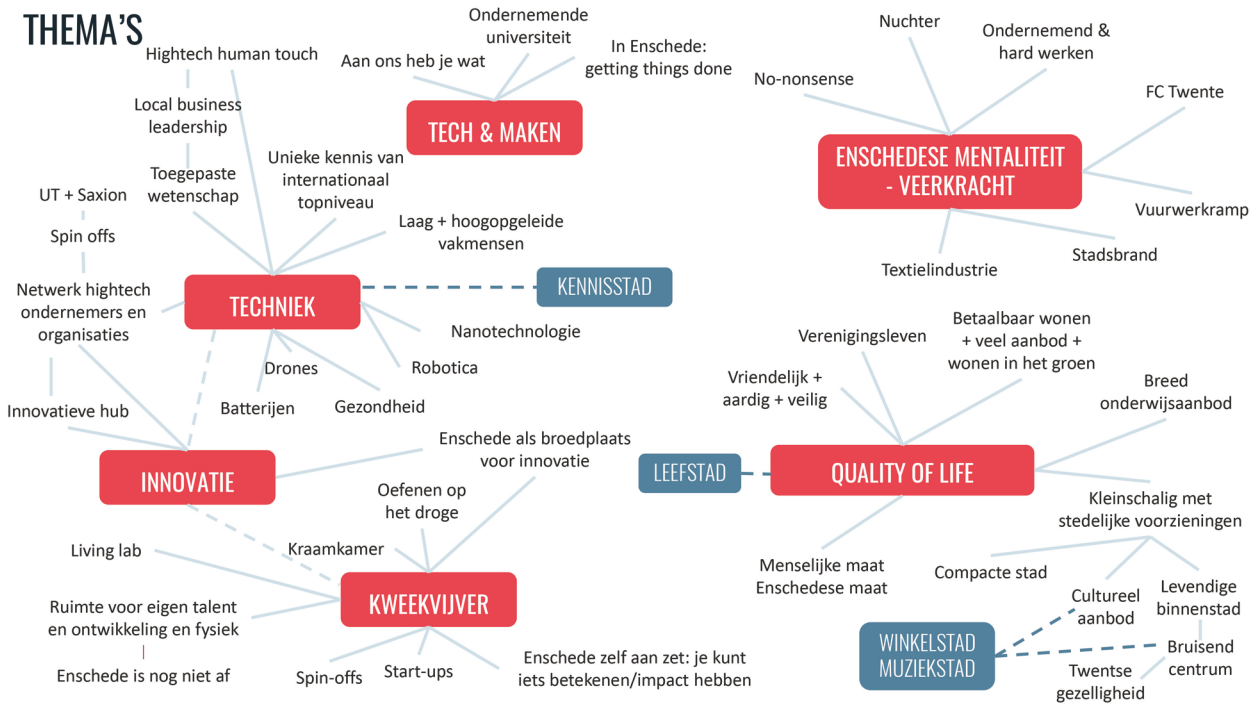 THEMA'S
Hightech human touch
Local business
leadership
Toegepaste
wetenschap
Unieke kennis van
internationaal
topniveau
Laag + hoogopgeleide
vakmensen
UT + Saxion
Spin offs
Netwerk hightech
ondernemers en
organisaties
Innovatieve hub
TECHNIEK
KENNISSTAD
Nanotechnologie
Robotica
Drones
Batterijen
Gezondheid
Aan ons heb je wat
Ondernemende
universiteit
In Enschede:
getting things done
TECH & MAKEN
Nuchter
Ondernemend &
hard werken
No-nonsense
FC Twente
ENSCHEDESE MENTALITEIT
- VEERKRACHT
Vuurwerkramp
Stadsbrand
Textielindustrie
INNOVATIE
Enschede als broedplaats
voor innovatie
Oefenen op
het droge
Kraamkamer
Living lab
KWEEKVIJVER
Ruimte voor eigen talent
en ontwikkeling en fysiek
Enschede is nog niet af
Spin-offs
Start-ups
Enschede zelf aan zet: je kunt
iets betekenen/impact hebben
Verenigingsleven
Betaalbaar wonen
+ veel aanbod +
wonen in het groen
Vriendelijk +
aardig + veilig
Breed
onderwijsaanbod
LEEFSTAD
QUALITY OF LIFE
Kleinschalig met
stedelijke voorzieningen
Menselijke maat
Enschedese maat
Compacte stad
Cultureel
aanbod
Levendige
binnenstad
WINKELSTAD
MUZIEKSTAD
Bruisend
centrum
Twentse
gezelligheid